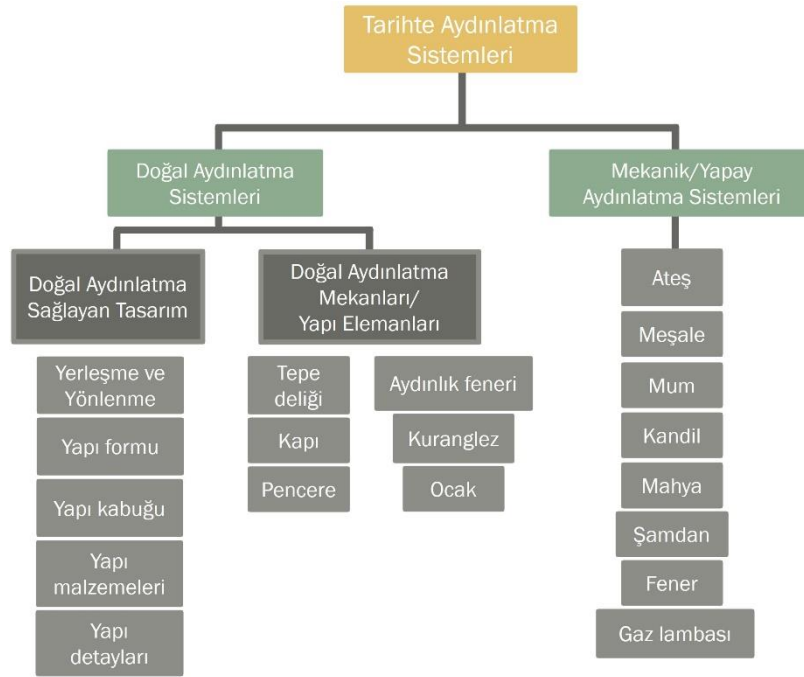 Tarihte Aydınlatma
Sistemleri
Doğal Aydınlatma
Sistemleri
Mekanik/Yapay
Aydınlatma Sistemleri
Doğal Aydınlatma
Sağlayan Tasarım
Doğal Aydınlatma
Mekanları/
Yapı Elemanları
Yerleşme ve
Yönlenme
Yapı formu
Yapı kabuğu
Yapı
malzemeleri
Yapı
detayları
Tepe
deliği
Kapı
Pencere
Aydınlık feneri
Kuranglez
Ocak
Ateş
Meşale
Mum
Kandil
Mahya
Şamdan
Fener
Gaz lambası